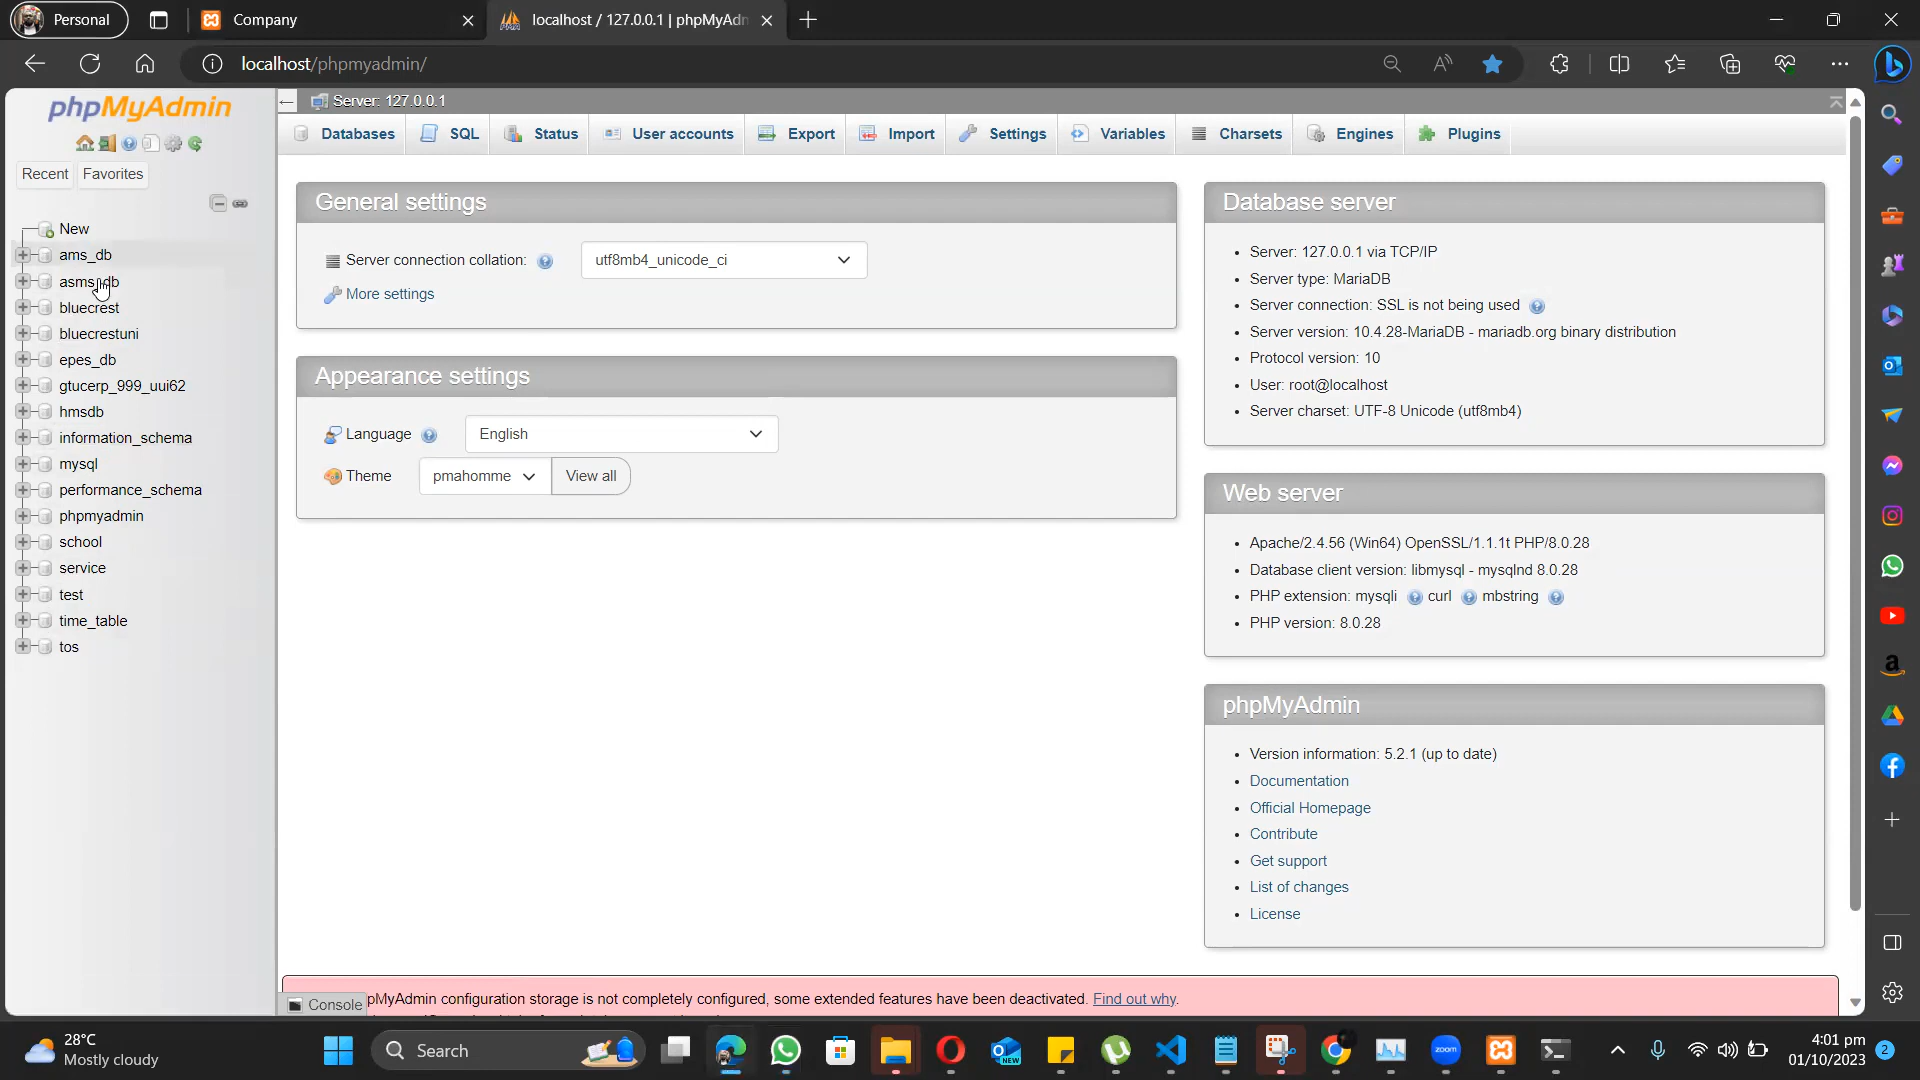 Personal
Company
localhost / 127.0.0.1 | phpMyAdm
localhost/phpmyadmin/
phpMyAdmin
Recent
Favorites
New
ams_db
asms_db
bluecrest
bluecrestuni
epes_db
gtucerp_999_uui62
hmsdb
information_schema
mysql
performance_schema
phpmyadmin
school
service
test
time_table
tos
Server: 127.0.0.1
Databases
SQL
Status
User accounts
Export
Import
Settings
Variables
Charsets
Engines
Plugins
General settings
Server connection collation:
utf8mb4_unicode_ci
More settings
Appearance settings
Language
English
Theme
pmahomme
View all
Database server
Server: 127.0.0.1 via TCP/IP
Server type: MariaDB
Server connection: SSL is not being used
Server version: 10.4.28-MariaDB - mariadb.org binary distribution
Protocol version: 10
User: root@localhost
Server charset: UTF-8 Unicode (utf8mb4)
Web server
Apache/2.4.56 (Win64) OpenSSL/1.1.1t PHP/8.0.28
Database client version: libmysql - mysqlnd 8.0.28
PHP extension: mysqli curl mbstring
PHP version: 8.0.28
phpMyAdmin
Version information: 5.2.1 (up to date)
Documentation
Official Homepage
Contribute
Get support
List of changes
License
pMyAdmin configuration storage is not completely configured, some extended features have been deactivated. Find out why.
Console
28°C
Mostly cloudy
Search
NEW
zoom
4:01 pm
01/10/2023
2